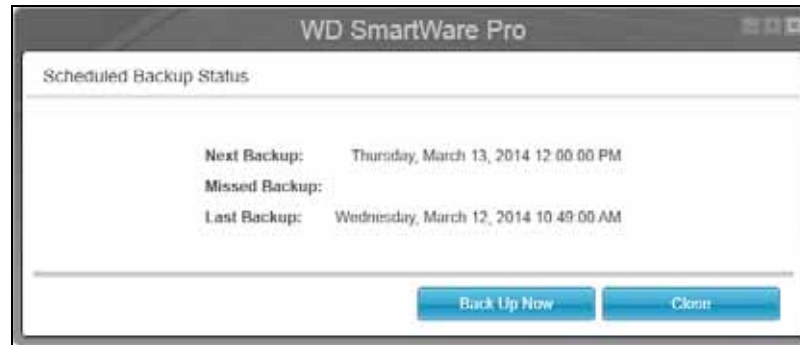 WD SmartWare Pro
Scheduled Backup Status
Next Backup: Thursday, March 13, 2014 12:00:00 PM
Missed Backup:
Last Backup: Wednesday, March 12, 2014 10:49:00 AM
Back Up Now Close